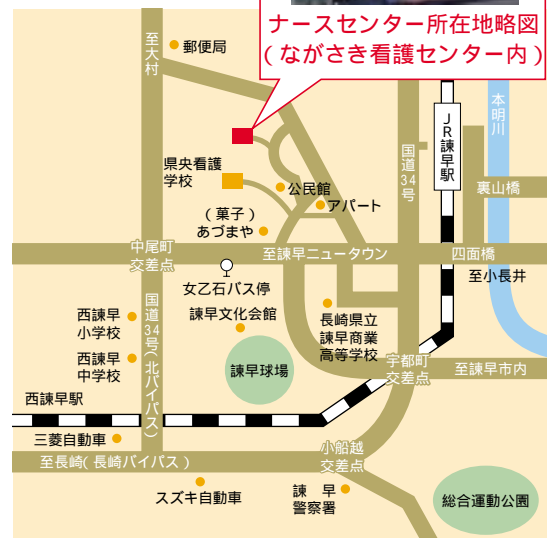 ナースセンター所在地略図
(ながさき看護センター内)
至大村
郵便局
国道34号
JR諫早駅
本明川
裏山橋
県央看護
学校
公民館
アパート
(菓子)
あづまや
中尾町
交差点
至諫早ニュータウン
四面橋
至小長井
女乙石バス停
国道34号(北バイパス)
西諫早
小学校
諫早文化会館
長崎県立
諫早商業
高等学校
西諫早
中学校
諫早球場
宇都町
交差点
至諫早市内
西諫早駅
三菱自動車
至長崎(長崎バイパス)
小船越
交差点
スズキ自動車
諫早
警察署
総合運動公園